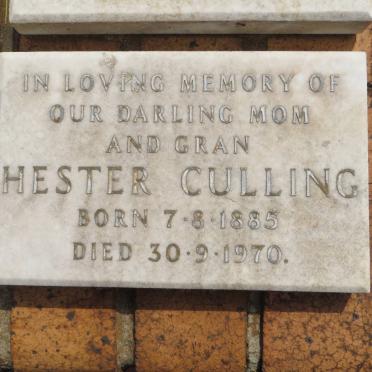 IN LOVING MEMORY OF
OUR DARLING MOM
AND GRAN
HESTER CULLING
BORN 7·8·1885
DIED 30·9·1970.